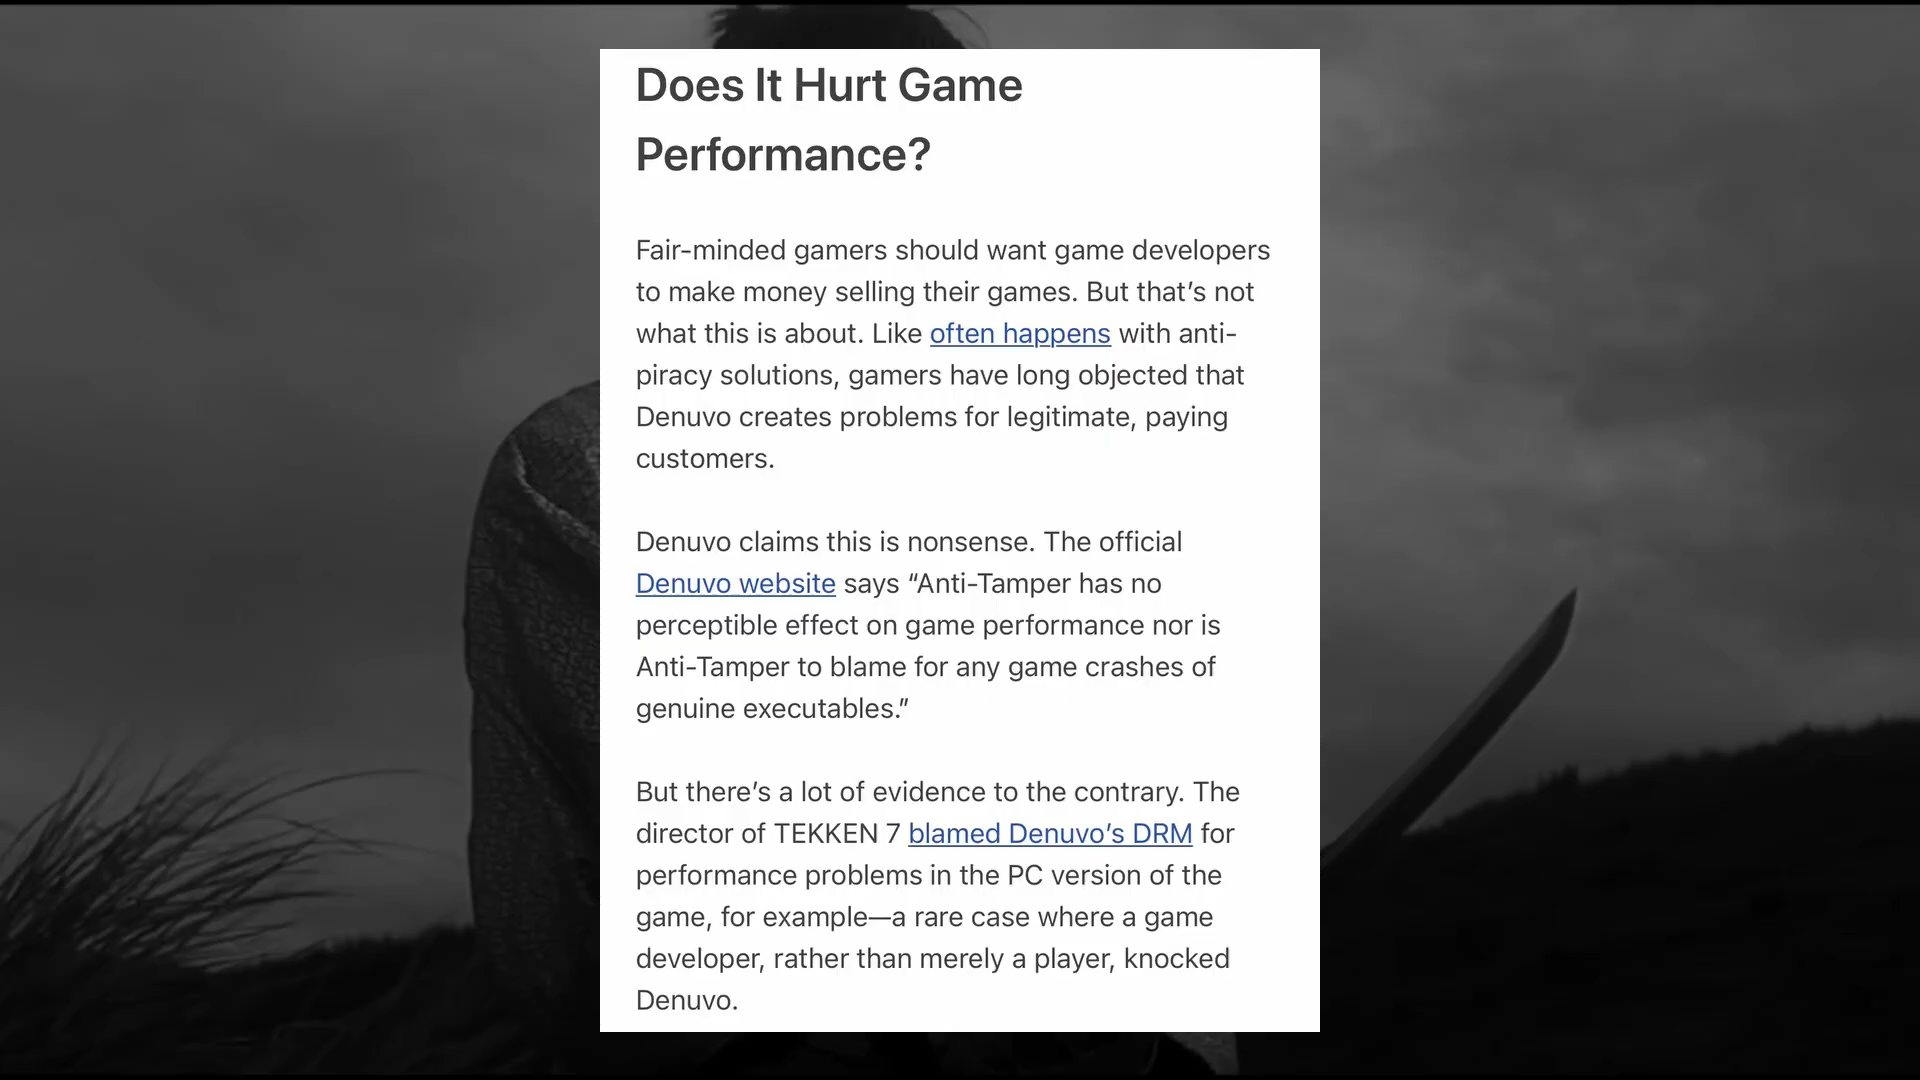 Does It Hurt Game
Performance?
Fair-minded gamers should want game developers
to make money selling their games. But that’s not
what this is about. Like often happens with anti-
piracy solutions, gamers have long objected that
Denuvo creates problems for legitimate, paying
customers.
Denuvo claims this is nonsense. The official
Denuvo website says “Anti-Tamper has no
perceptible effect on game performance nor is
Anti-Tamper to blame for any game crashes of
genuine executables.”
But there’s a lot of evidence to the contrary. The
director of TEKKEN 7 blamed Denuvo’s DRM for
performance problems in the PC version of the
game, for example—a rare case where a game
developer, rather than merely a player, knocked
Denuvo.